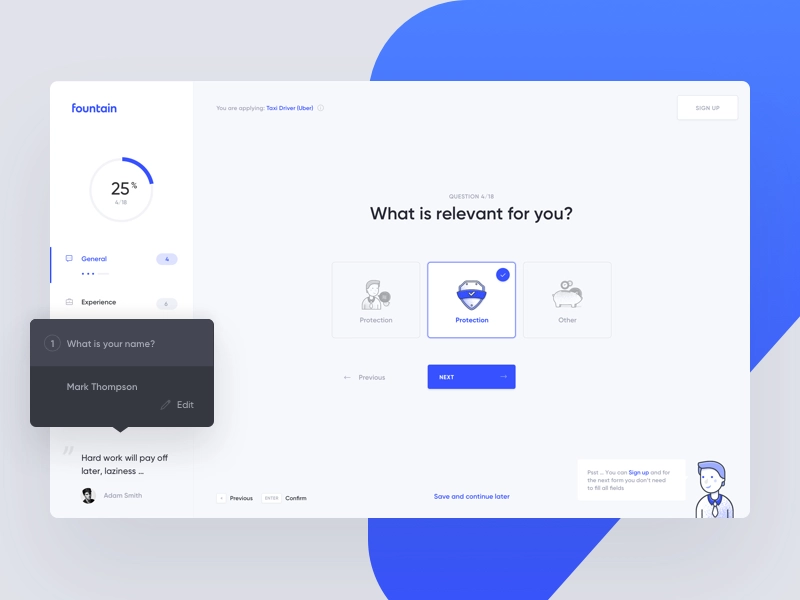 fountain
You are applying: Taxi Driver (Uber)
SIGN UP
25%
4/18
General
4
Experience
6
1 What is your name?
Mark Thompson
Edit
Hard work will pay off
later, laziness ...
Adam Smith
QUESTION 4/18
What is relevant for you?
Protection
Protection
Other
Previous
NEXT
Previous
ENTER
Confirm
Save and continue later
Psst .. You can Sign up and for
the next form you don't need
to fill all fields